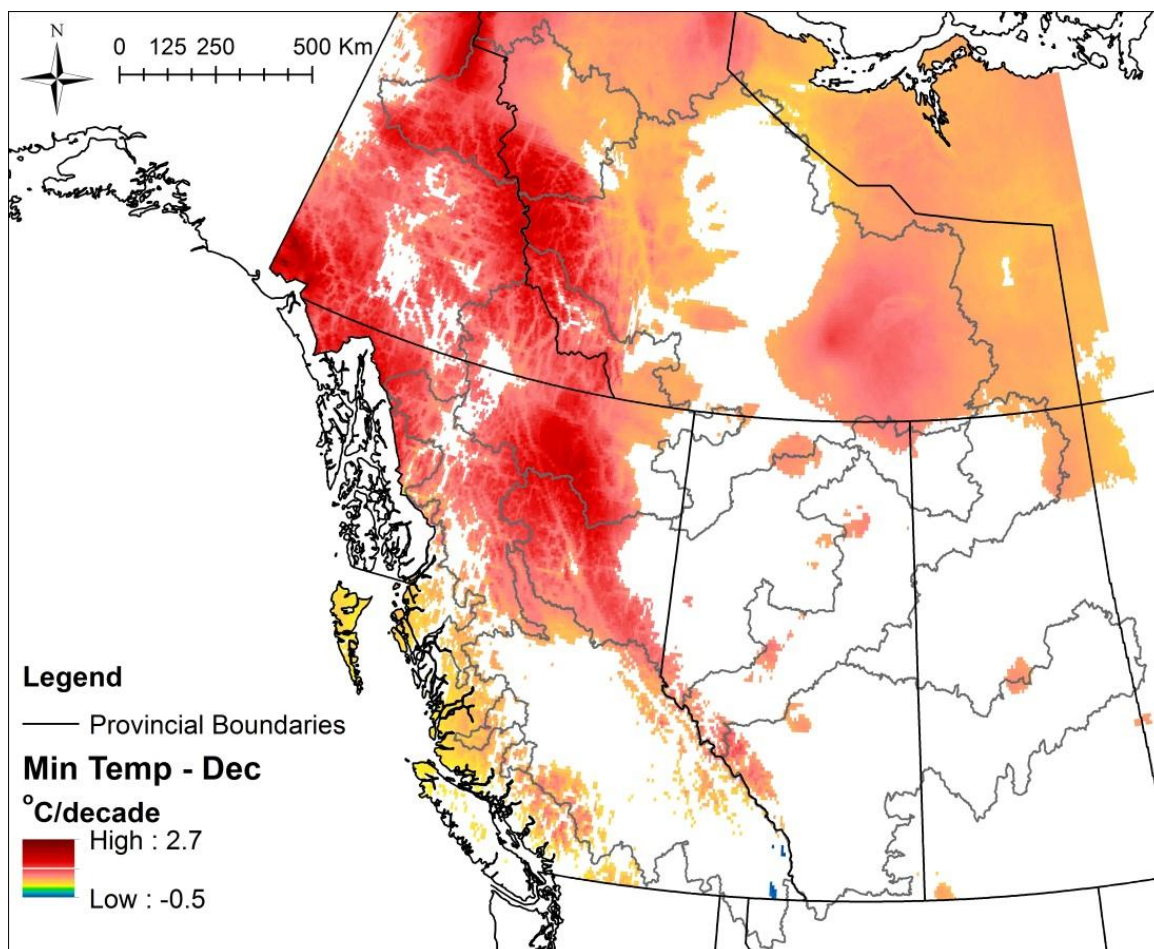 N
0 125 250 500 Km
Legend
Provincial Boundaries
Min Temp - Dec
°C/decade
High : 2.7
Low : -0.5